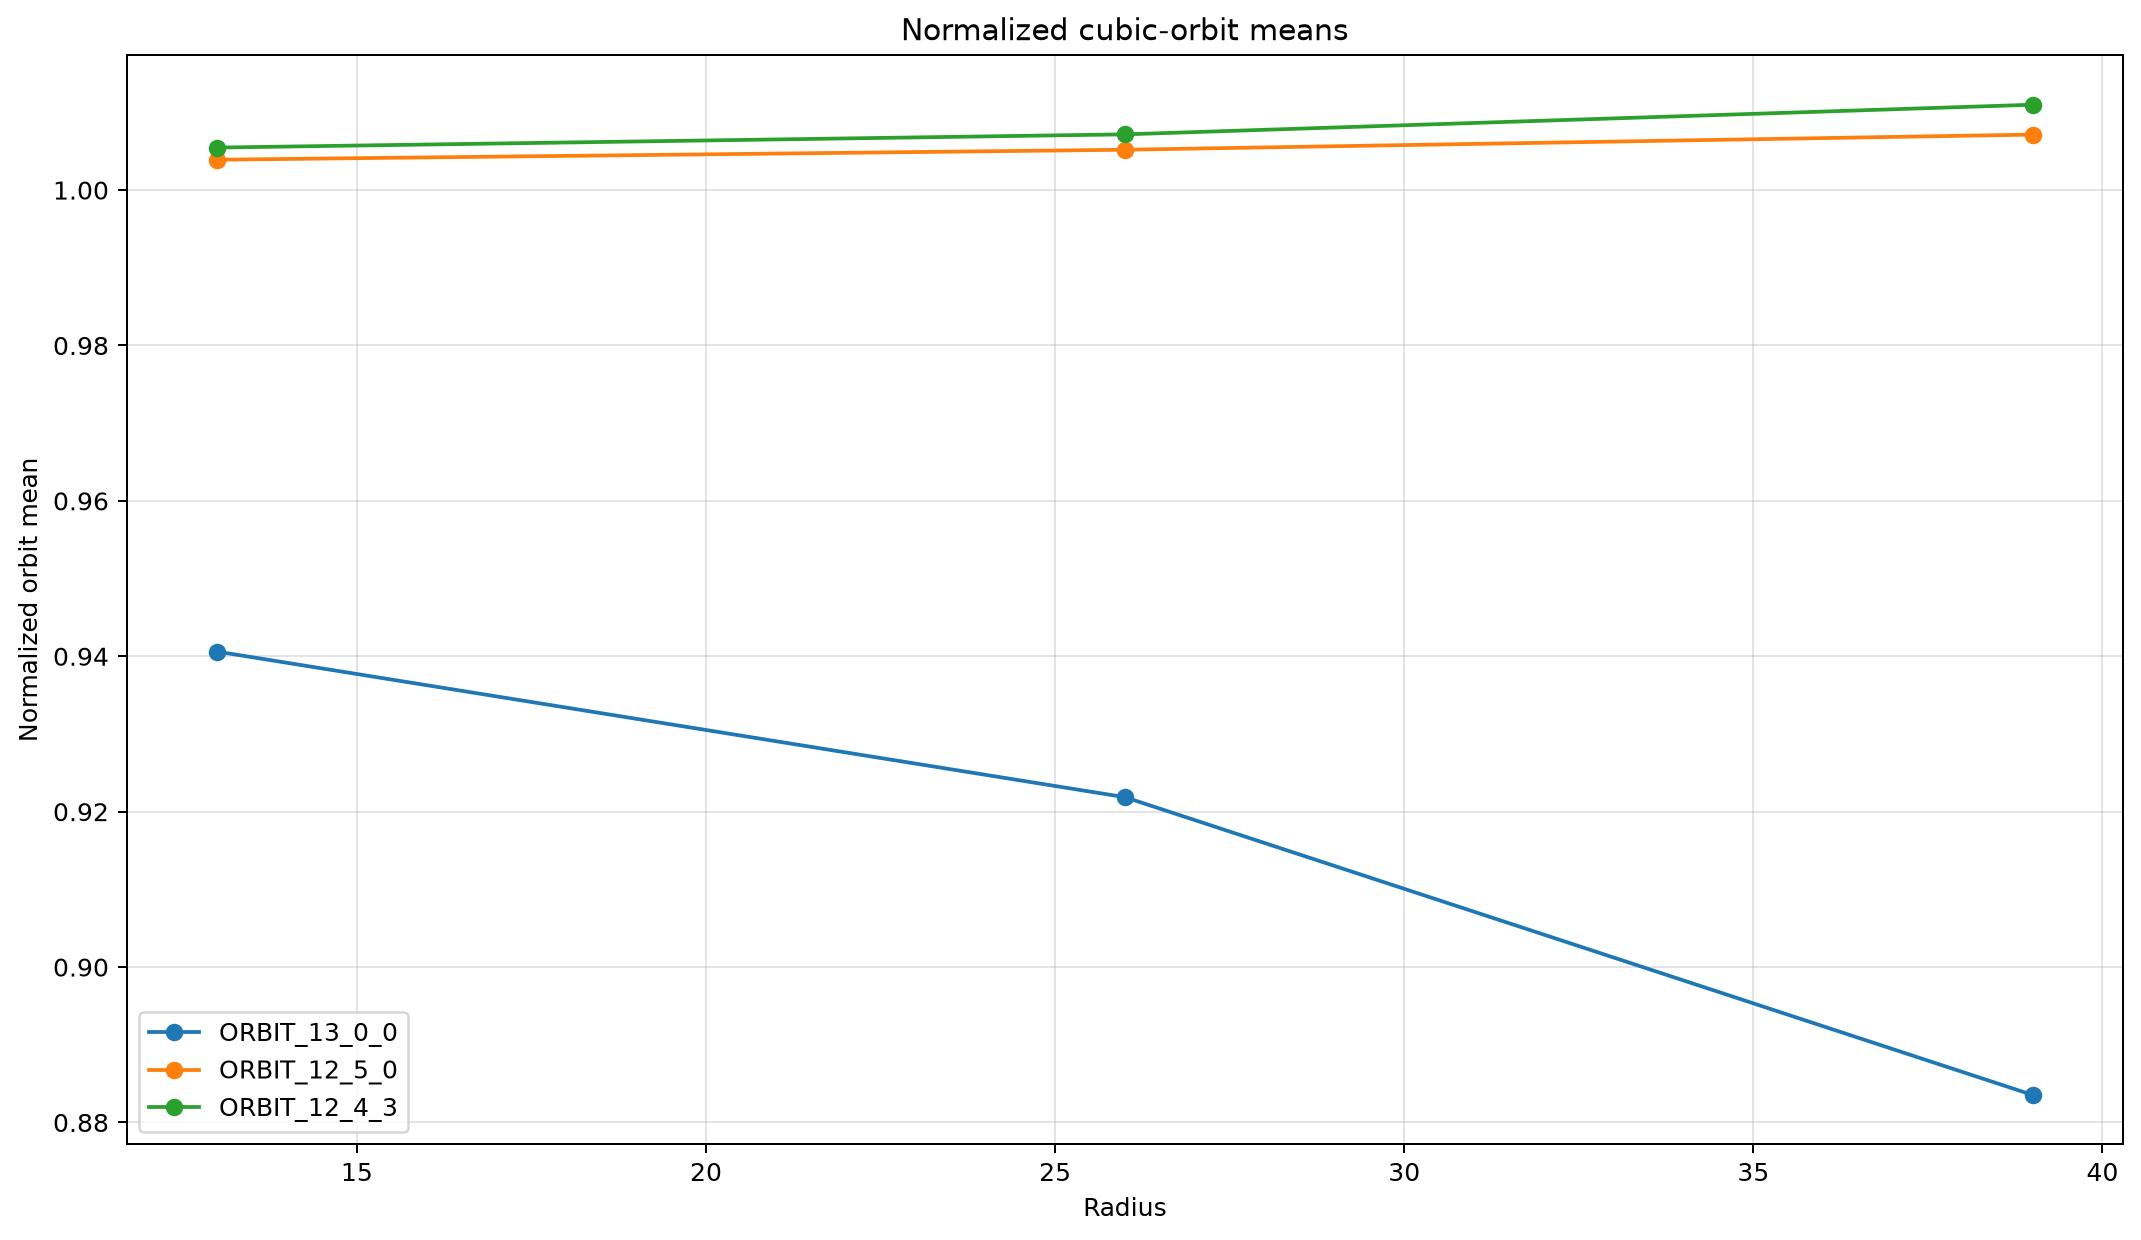 Normalized cubic-orbit means
Normalized orbit mean
1.00
0.98
0.96
0.94
0.92
0.90
0.88
ORBIT_13_0_0
ORBIT_12_5_0
ORBIT_12_4_3
15 20 25 30 35 40
Radius